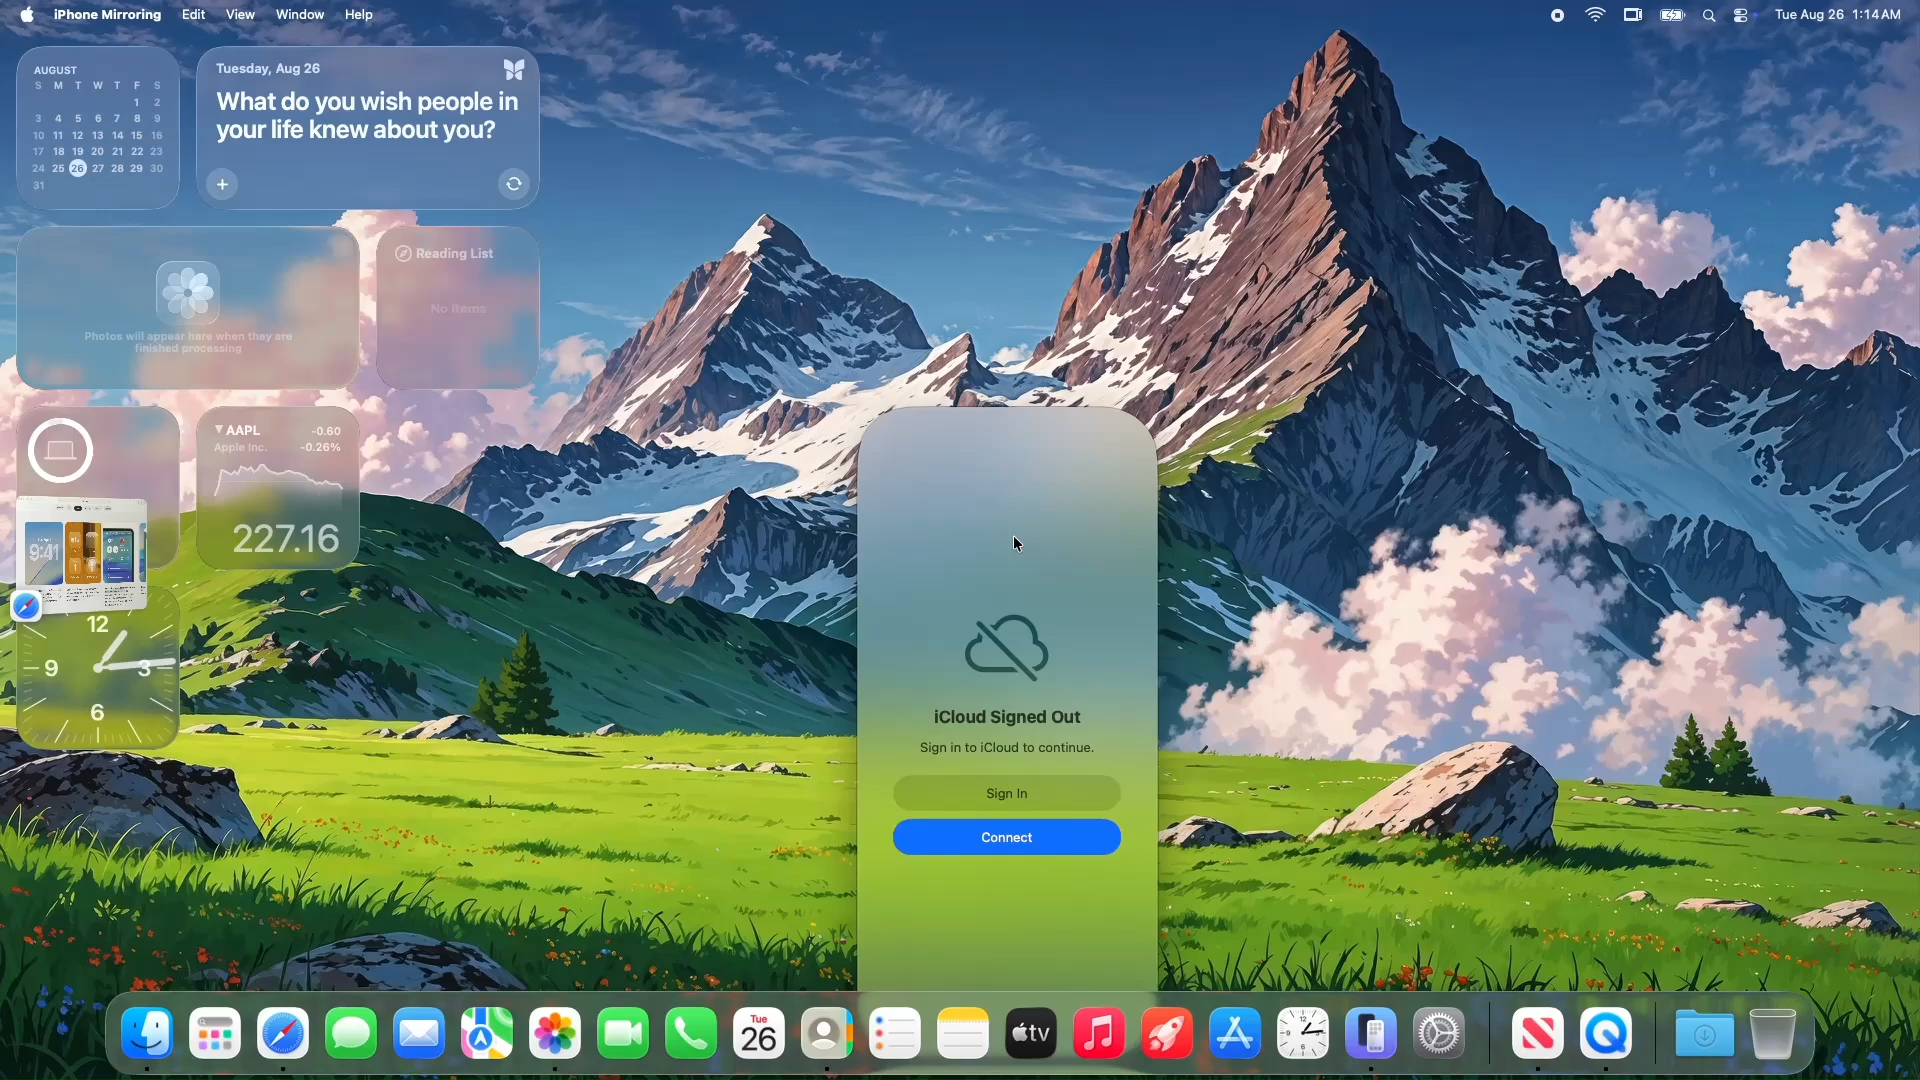 iPhone Mirroring Edit View Window Help
Tue Aug 26 1:14AM
AUGUST
S M T W T F S
1 2
3 4 5 6 7 8 9
10 11 12 13 14 15 16
17 18 19 20 21 22 23
24 25 26 27 28 29 30
31
Tuesday, Aug 26
What do you wish people in
your life knew about you?
Photos will appear here when they are
finished processing
Reading List
No Items
AAPL -0.60
Apple Inc. -0.26%
227.16
9:41
12
9 3
6
iCloud Signed Out
Sign in to iCloud to continue.
Sign In
Connect
Tue
26
tv